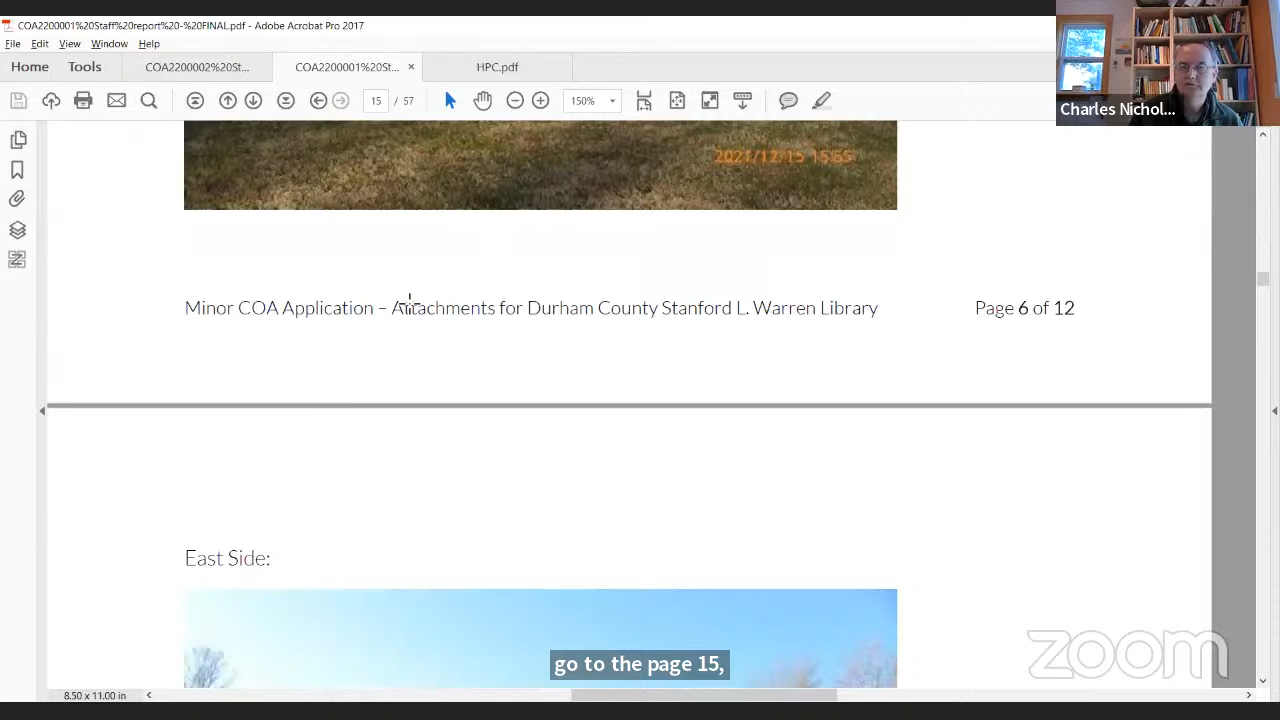 COA2200001%20Staff%20report%20-%20FINAL.pdf - Adobe Acrobat Pro 2017
File Edit View Window Help
Home Tools COA2200002%20St... COA2200001%20St... × HPC.pdf
/ 57 150%
Charles Nichol...
2021/12/15 15:55
Minor COA Application – Attachments for Durham County Stanford L. Warren Library Page 6 of 12
East Side:
zoom
go to the page 15,
8.50 x 11.00 in